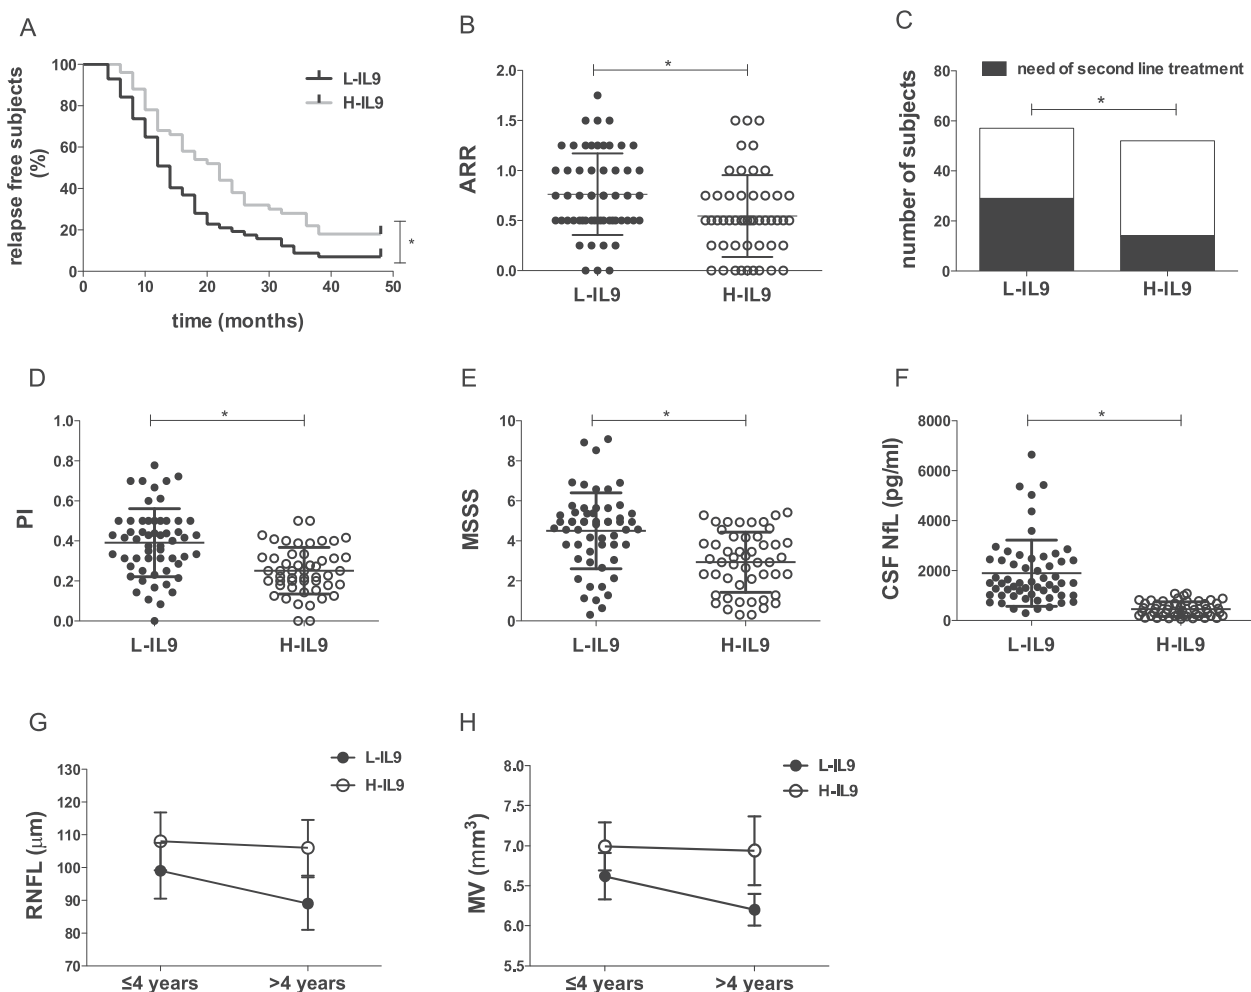 A
relapse free subjects
(%)
100
80
60
40
20
0
0 10 20 30 40 50
time (months)
L-IL9
H-IL9
*
B
ARR
2.0
1.5
1.0
0.5
0.0
*
L-IL9 H-IL9
C
number of subjects
80
60
40
20
0
need of second line treatment
*
L-IL9 H-IL9
D
PI
1.0
0.8
0.6
0.4
0.2
0.0
*
L-IL9 H-IL9
E
MSSS
10
8
6
4
2
0
*
L-IL9 H-IL9
F
CSF NfL (pg/ml)
8000
6000
4000
2000
0
*
L-IL9 H-IL9
G
RNFL (μm)
130
120
110
100
90
80
70
L-IL9
H-IL9
≤4 years >4 years
H
MV (mm³)
8.0
7.5
7.0
6.5
6.0
5.5
L-IL9
H-IL9
≤4 years >4 years